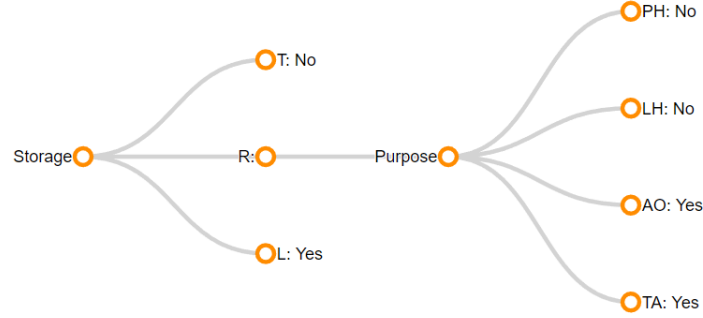 PH: No
T: No
LH: No
Storage
R:
Purpose
AO: Yes
L: Yes
TA: Yes